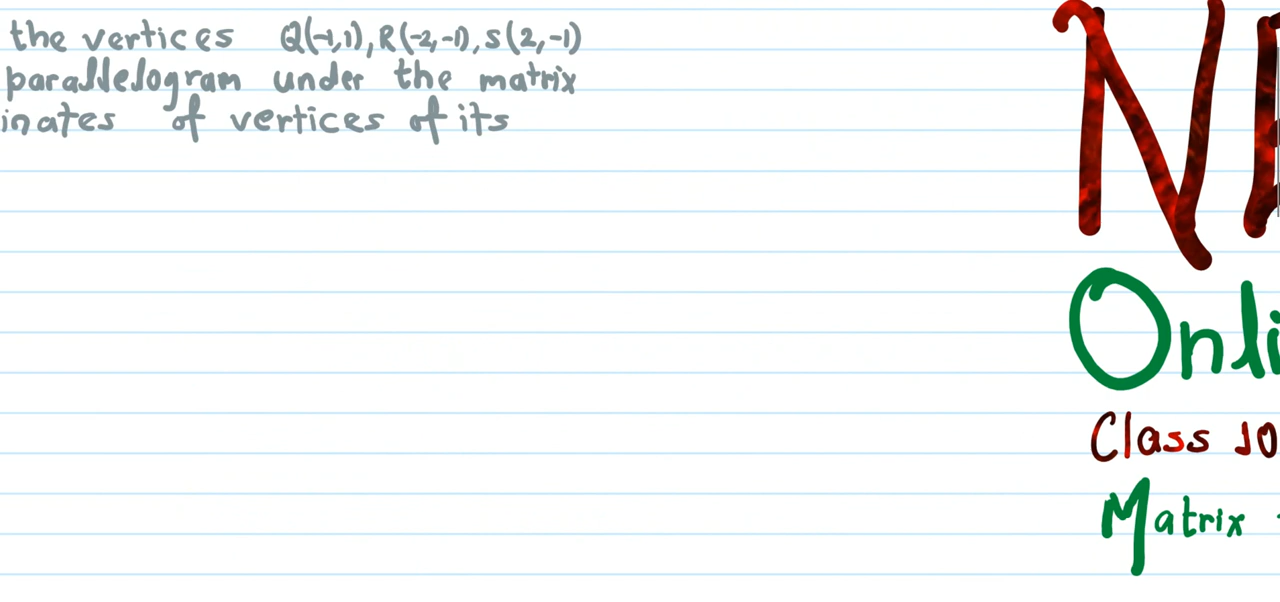 the vertices Q(-1,1), R(-2,-1), S(2,-1)
parallelogram under the matrix
inates of vertices of its
N
Onli
Class 10
Matrix